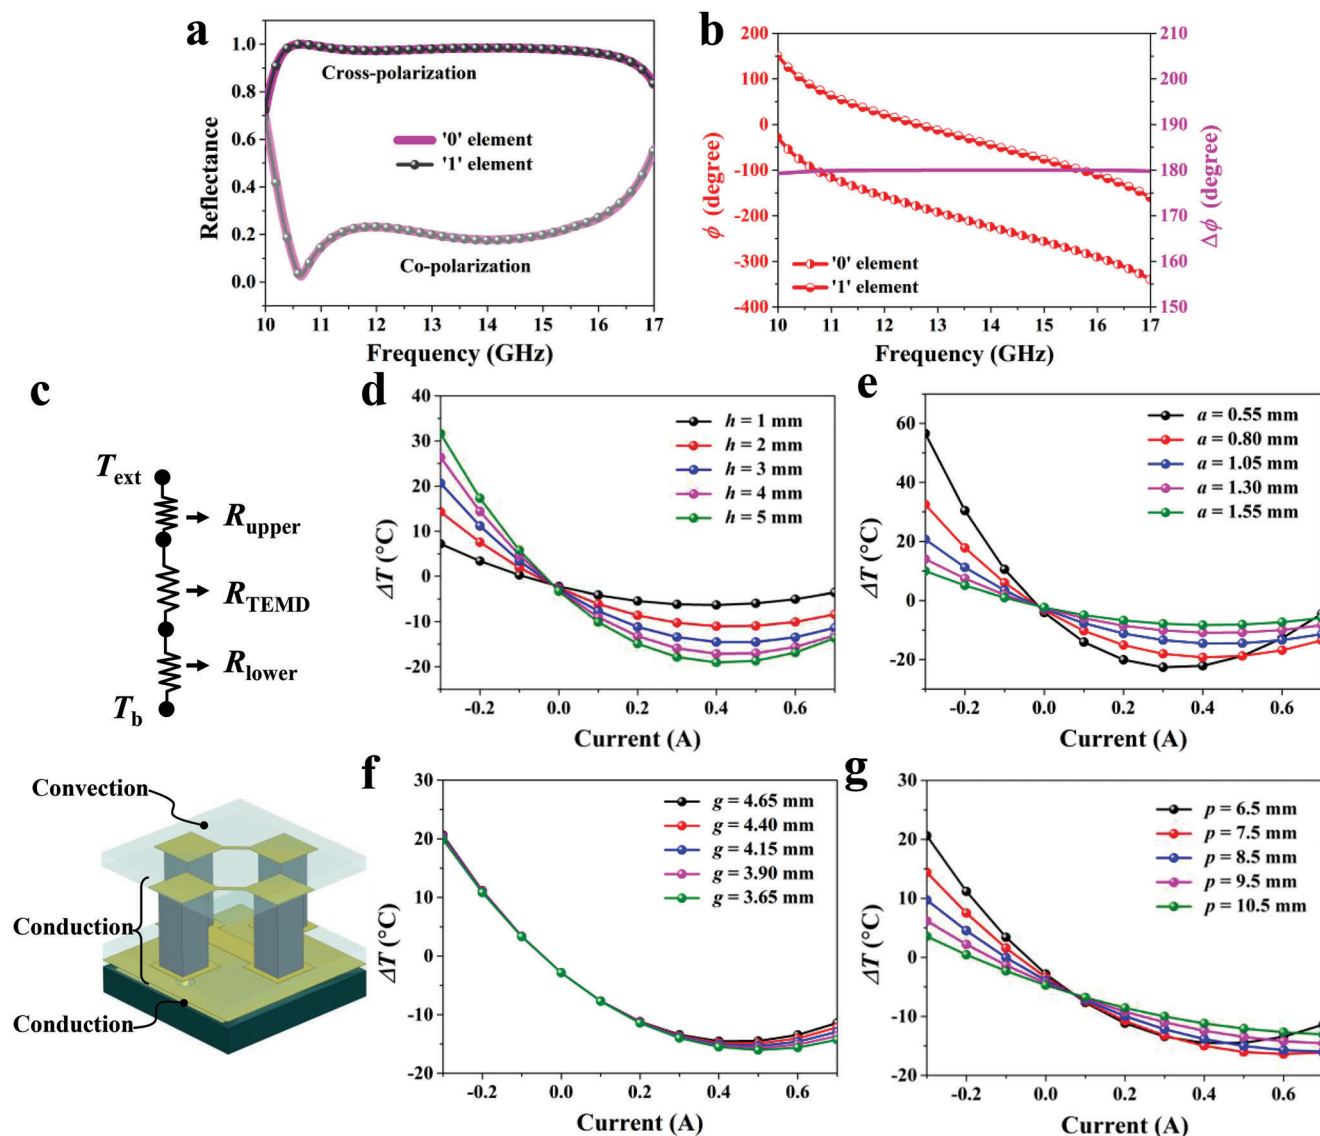 a
1.0
0.8
0.6
0.4
0.2
0.0
Reflectance
Cross-polarization
'0' element
'1' element
Co-polarization
10 11 12 13 14 15 16 17
Frequency (GHz)
b
200
100
0
-100
-200
-300
-400
ϕ (degree)
'0' element
'1' element
210
200
190
180
170
160
150
Δϕ (degree)
10 11 12 13 14 15 16 17
Frequency (GHz)
c
T_ext
R_upper
R_TEMD
R_lower
T_b
Convection
Conduction
Conduction
d
40
30
20
10
0
-10
-20
ΔT (°C)
h = 1 mm
h = 2 mm
h = 3 mm
h = 4 mm
h = 5 mm
-0.2 0.0 0.2 0.4 0.6
Current (A)
e
60
40
20
0
-20
ΔT (°C)
a = 0.55 mm
a = 0.80 mm
a = 1.05 mm
a = 1.30 mm
a = 1.55 mm
-0.2 0.0 0.2 0.4 0.6
Current (A)
f
30
20
10
0
-10
-20
ΔT (°C)
g = 4.65 mm
g = 4.40 mm
g = 4.15 mm
g = 3.90 mm
g = 3.65 mm
-0.2 0.0 0.2 0.4 0.6
Current (A)
g
30
20
10
0
-10
-20
ΔT (°C)
p = 6.5 mm
p = 7.5 mm
p = 8.5 mm
p = 9.5 mm
p = 10.5 mm
-0.2 0.0 0.2 0.4 0.6
Current (A)